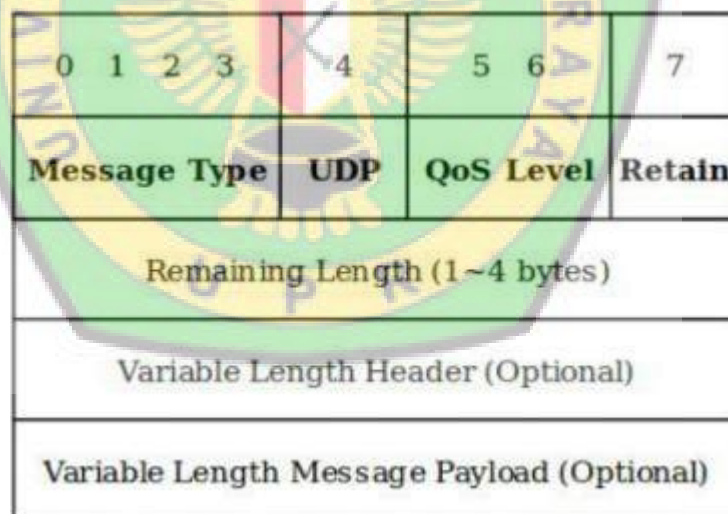 0 1 2 3 4 5 6 7
Message Type UDP QoS Level Retain
Remaining Length (1~4 bytes)
Variable Length Header (Optional)
Variable Length Message Payload (Optional)
U P R
RAYA